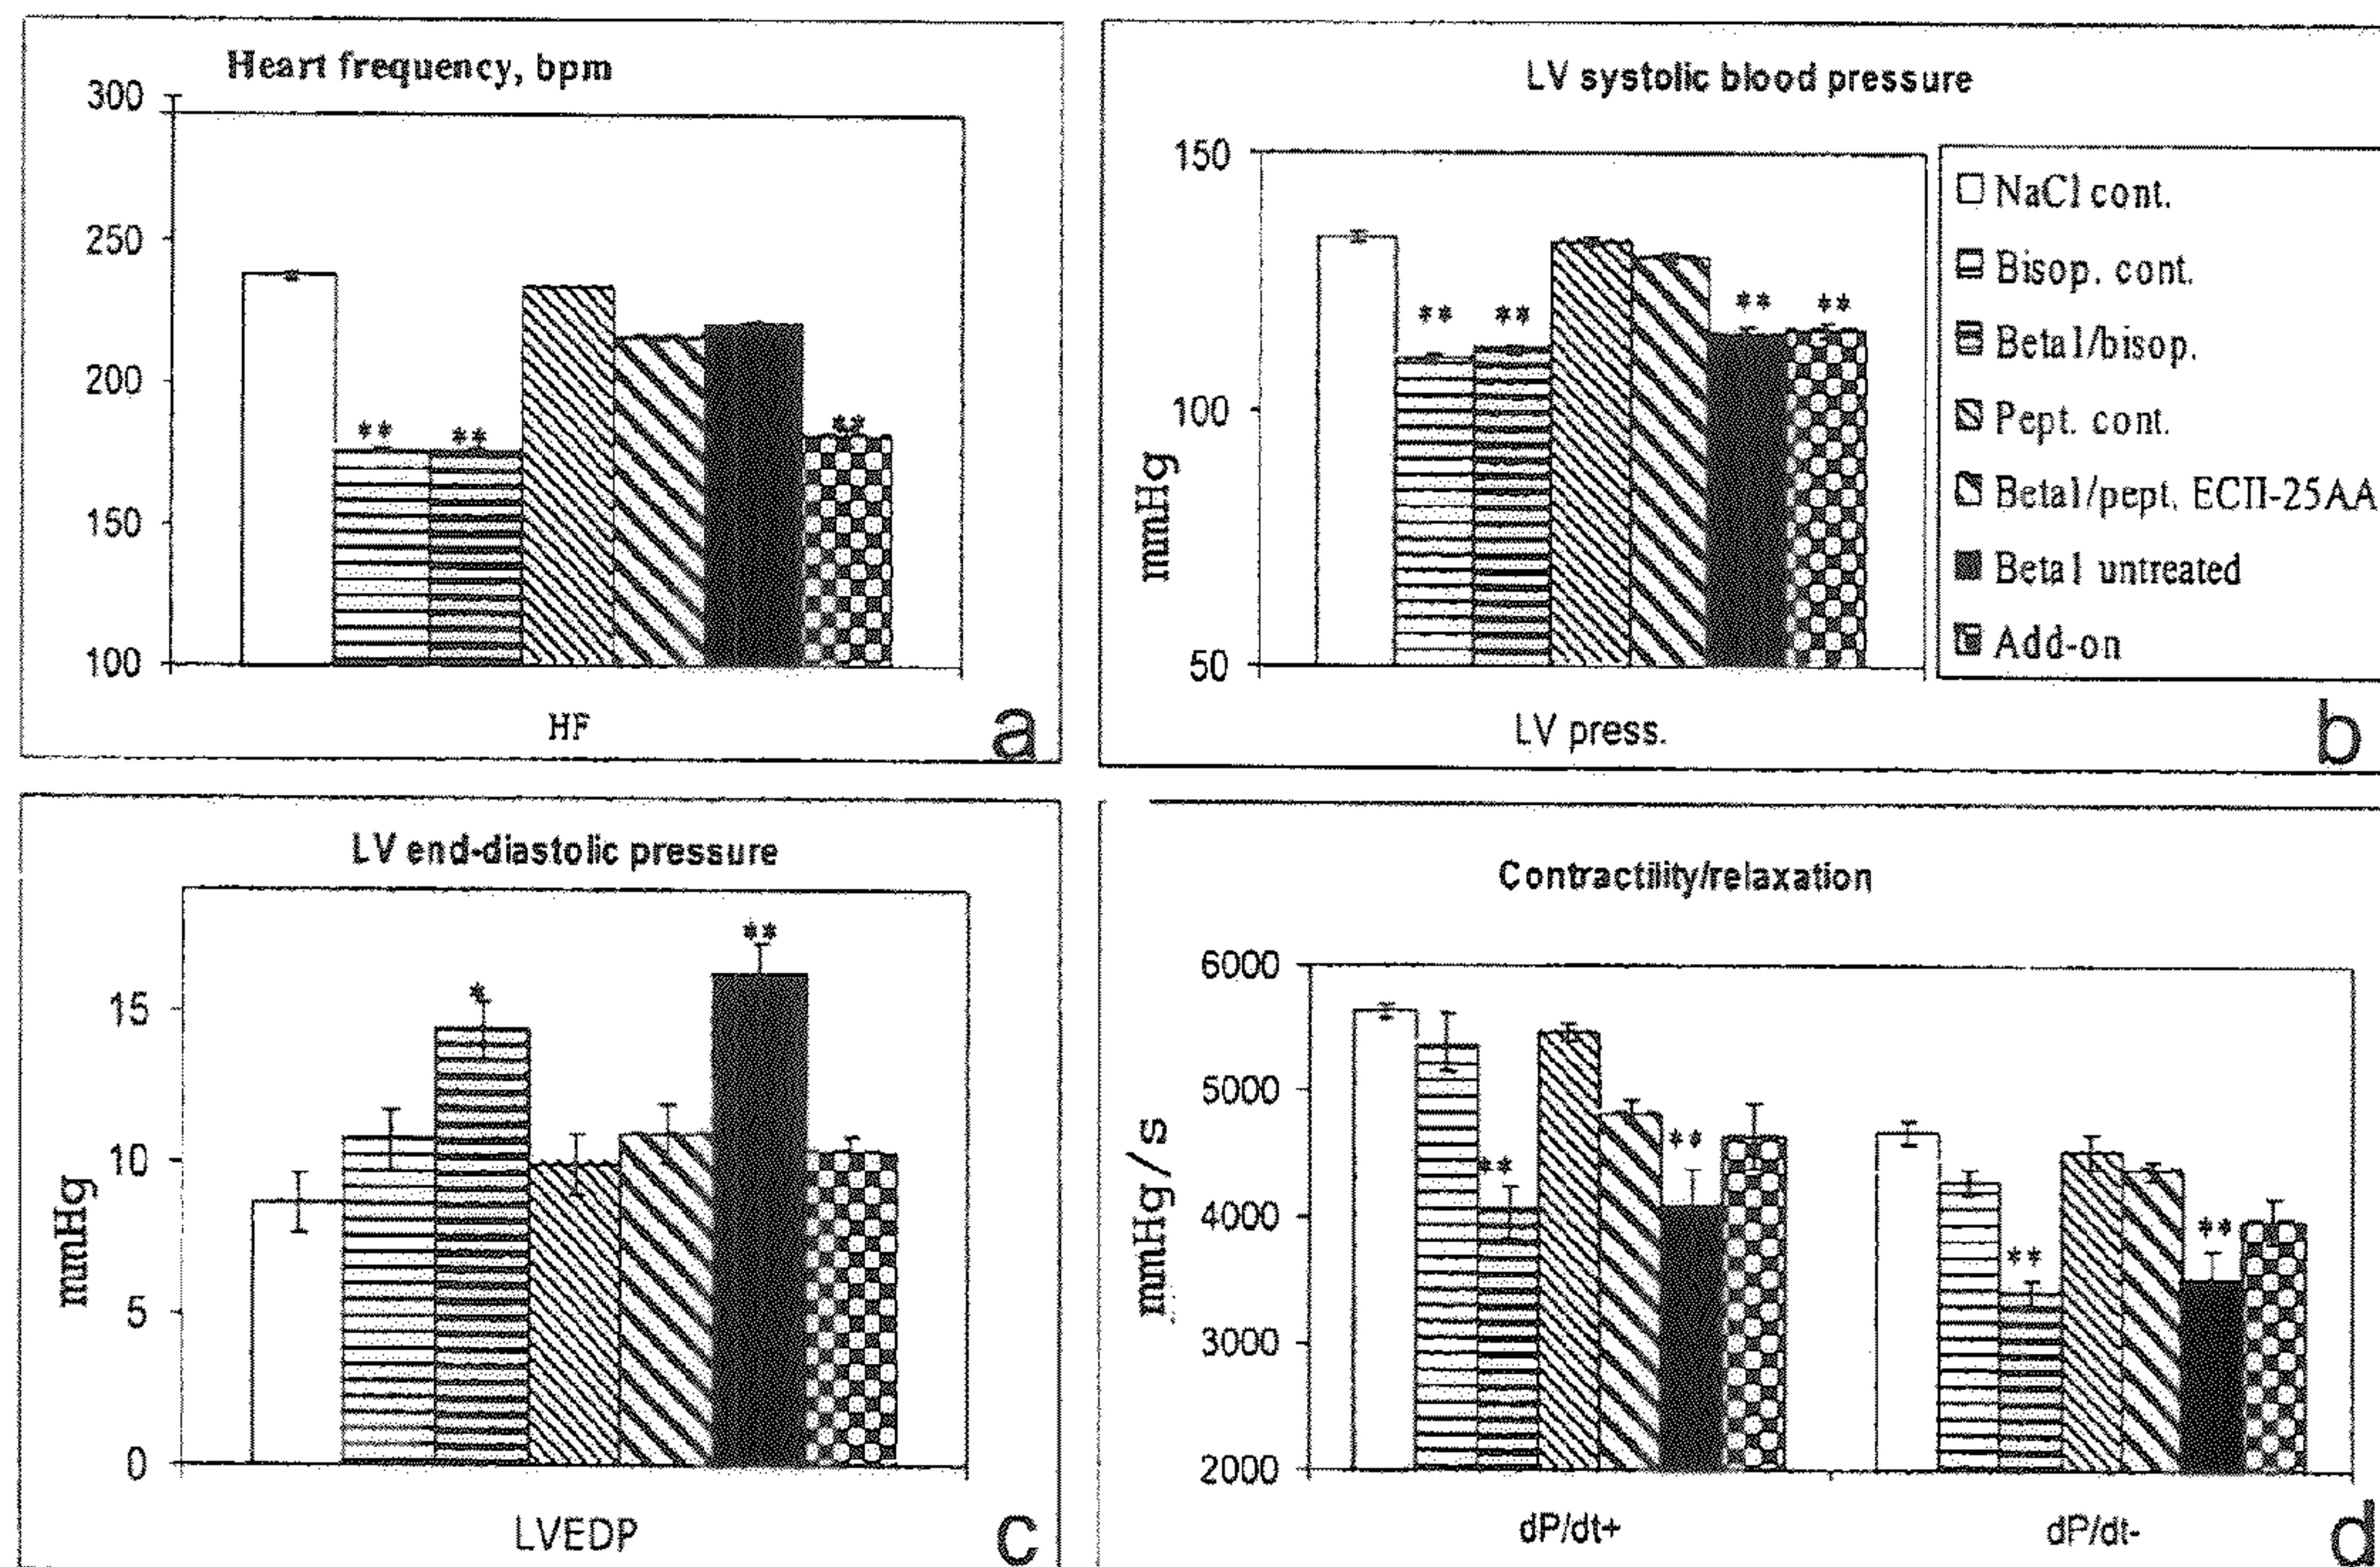 Heart frequency, bpm
300
250
200
150
100
**
**
**
HF
a
LV systolic blood pressure
150
100
50
mmHg
**
**
**
**
LV press.
NaCl cont.
Bisop. cont.
Beta1/bisop.
Pept. cont.
Beta1/pept. ECII-25AA
Beta1 untreated
Add-on
b
LV end-diastolic pressure
15
10
5
0
mmHg
*
**
LVEDP
c
Contractility/relaxation
6000
5000
4000
3000
2000
mmHg/s
**
**
**
**
dP/dt+
dP/dt-
d